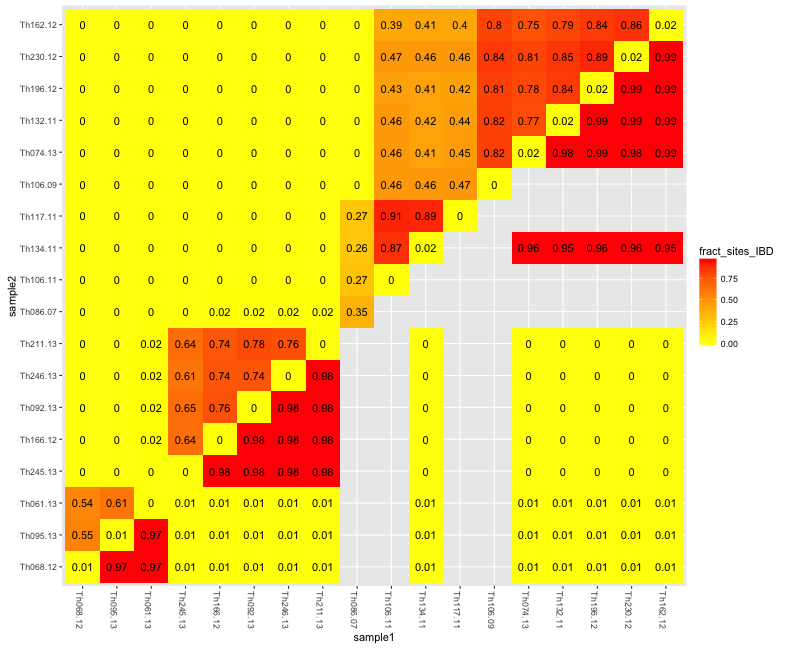 Th162.12 0 0 0 0 0 0 0 0 0 0.39 0.41 0.4 0.8 0.75 0.79 0.84 0.86 0.02
Th230.12 0 0 0 0 0 0 0 0 0 0.47 0.46 0.46 0.84 0.81 0.85 0.89 0.02 0.99
Th196.12 0 0 0 0 0 0 0 0 0 0.43 0.41 0.42 0.81 0.78 0.84 0.02 0.99 0.99
Th132.11 0 0 0 0 0 0 0 0 0 0.46 0.42 0.44 0.82 0.77 0.02 0.99 0.99 0.99
Th074.13 0 0 0 0 0 0 0 0 0 0.46 0.41 0.45 0.82 0.02 0.98 0.99 0.98 0.99
Th106.09 0 0 0 0 0 0 0 0 0 0.46 0.46 0.47 0
Th117.11 0 0 0 0 0 0 0 0 0.27 0.91 0.89 0
Th134.11 0 0 0 0 0 0 0 0 0.26 0.87 0.02 0.96 0.95 0.96 0.96 0.95
Th106.11 0 0 0 0 0 0 0 0 0.27 0
Th086.07 0 0 0 0 0.02 0.02 0.02 0.02 0.35
Th211.13 0 0 0.02 0.64 0.74 0.78 0.76 0 0 0 0 0 0 0
Th246.13 0 0 0.02 0.61 0.74 0.74 0 0.98 0 0 0 0 0 0
Th092.13 0 0 0.02 0.65 0.76 0 0.98 0.98 0 0 0 0 0 0
Th166.12 0 0 0.02 0.64 0 0.98 0.98 0.98 0 0 0 0 0 0
Th245.13 0 0 0 0 0.98 0.98 0.98 0.98 0 0 0 0 0 0
Th061.13 0.54 0.61 0 0.01 0.01 0.01 0.01 0.01 0.01 0.01 0.01 0.01 0.01 0.01
Th095.13 0.55 0.01 0.97 0.01 0.01 0.01 0.01 0.01 0.01 0.01 0.01 0.01 0.01 0.01
Th068.12 0.01 0.97 0.97 0.01 0.01 0.01 0.01 0.01 0.01 0.01 0.01 0.01 0.01 0.01
sample2
Th068.12 Th095.13 Th061.13 Th245.13 Th166.12 Th092.13 Th246.13 Th211.13 Th086.07 Th106.11 Th134.11 Th117.11 Th106.09 Th074.13 Th132.11 Th196.12 Th230.12 Th162.12
sample1
fract_sites_IBD
0.75
0.50
0.25
0.00